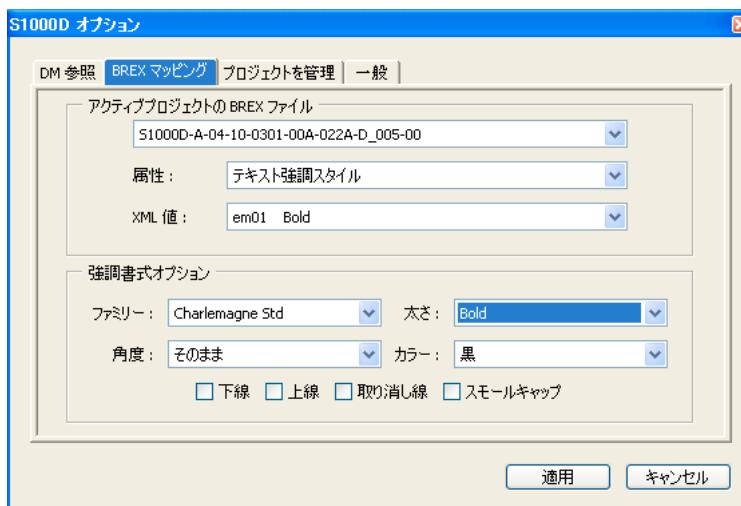 S1000D オプション
DM 参照 BREX マッピング プロジェクトを管理 一般
アクティブプロジェクトの BREX ファイル
S1000D-A-04-10-0301-00A-022A-D_005-00
属性： テキスト強調スタイル
XML 値： em01 Bold
強調書式オプション
ファミリー： Charlemagne Std 太さ： Bold
角度： そのまま カラー： 黒
下線 上線 取り消し線 スモールキャップ
適用 キャンセル